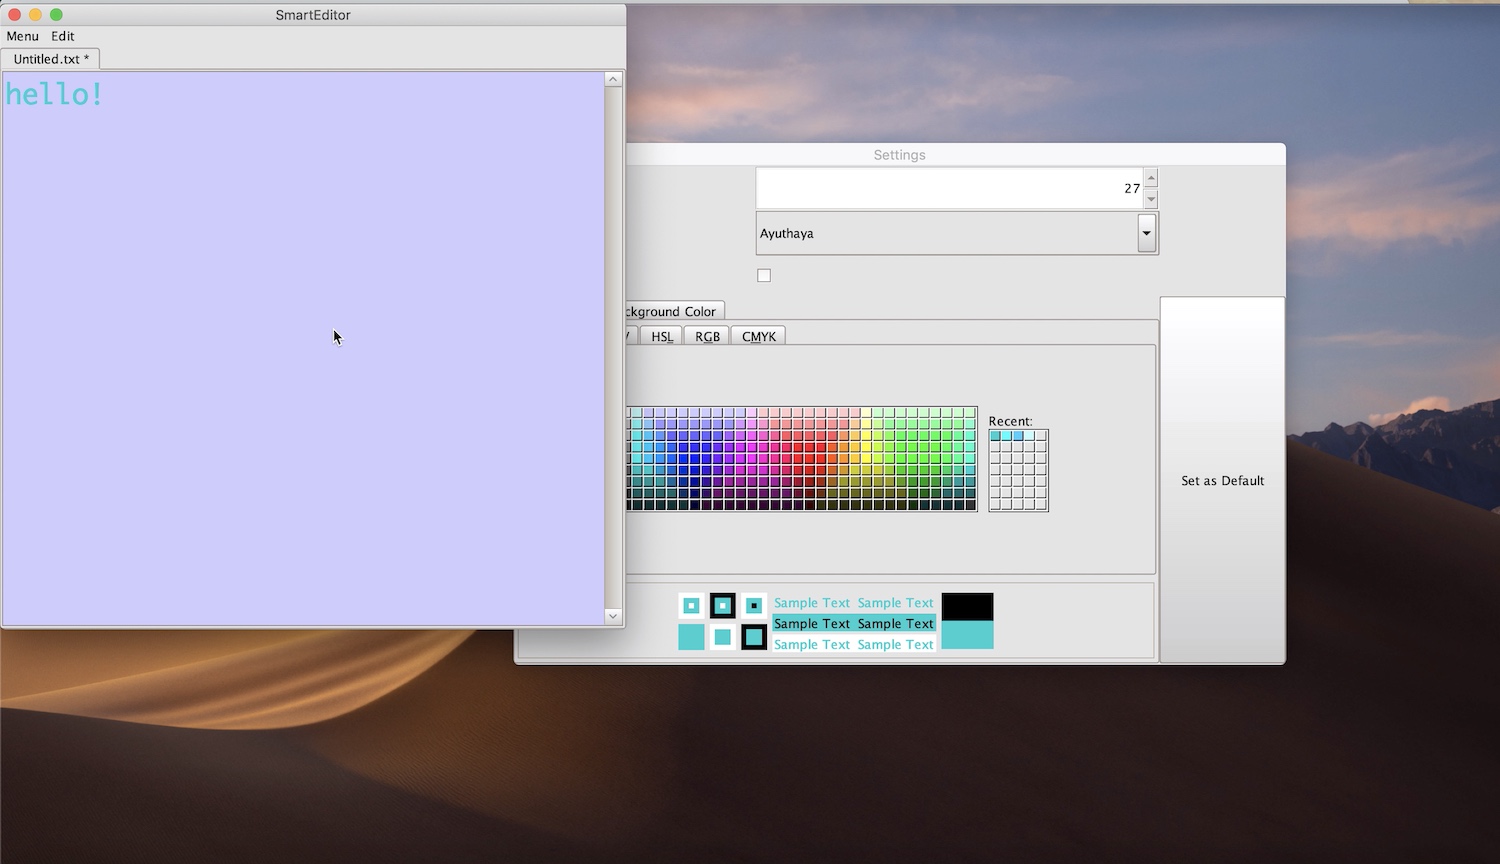 SmartEditor
Menu Edit
Untitled.txt *
hello!
Settings
27
Ayuthaya
ckground Color
HSL RGB CMYK
Recent:
Set as Default
Sample Text Sample Text
Sample Text Sample Text
Sample Text Sample Text